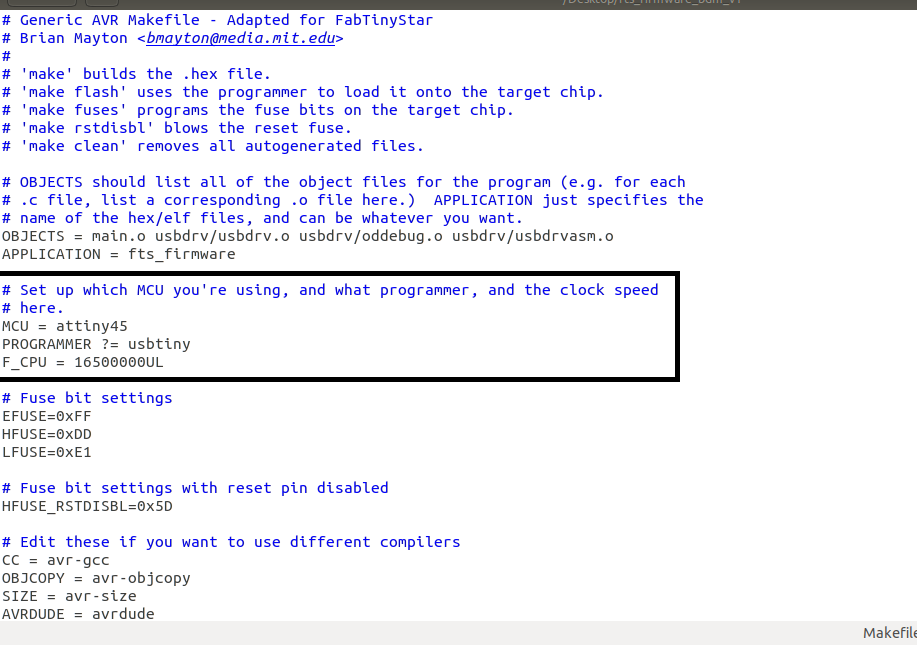 # Generic AVR Makefile - Adapted for FabTinyStar
# Brian Mayton <bmayton@media.mit.edu>
#
# 'make' builds the .hex file.
# 'make flash' uses the programmer to load it onto the target chip.
# 'make fuses' programs the fuse bits on the target chip.
# 'make rstdisbl' blows the reset fuse.
# 'make clean' removes all autogenerated files.
# OBJECTS should list all of the object files for the program (e.g. for each
# .c file, list a corresponding .o file here.)  APPLICATION just specifies the
# name of the hex/elf files, and can be whatever you want.
OBJECTS = main.o usbdrv/usbdrv.o usbdrv/oddebug.o usbdrv/usbdrvasm.o
APPLICATION = fts_firmware
# Set up which MCU you're using, and what programmer, and the clock speed
# here.
MCU = attiny45
PROGRAMMER ?= usbtiny
F_CPU = 16500000UL
# Fuse bit settings
EFUSE=0xFF
HFUSE=0xDD
LFUSE=0xE1
# Fuse bit settings with reset pin disabled
HFUSE_RSTDISBL=0x5D
# Edit these if you want to use different compilers
CC = avr-gcc
OBJCOPY = avr-objcopy
SIZE = avr-size
AVRDUDE = avrdude
Makefile